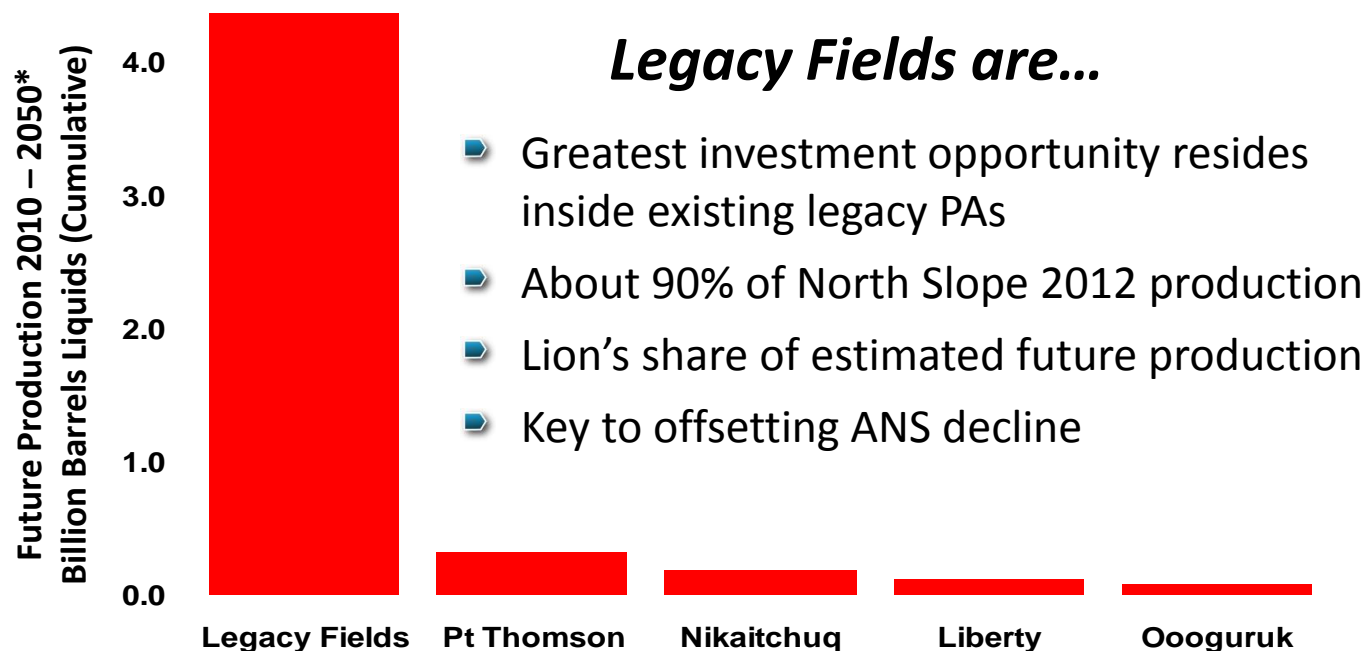 Future Production 2010 – 2050*
Billion Barrels Liquids (Cumulative)
4.0
3.0
2.0
1.0
0.0
Legacy Fields are…
Greatest investment opportunity resides
inside existing legacy PAs
About 90% of North Slope 2012 production
Lion’s share of estimated future production
Key to offsetting ANS decline
Legacy Fields
Pt Thomson
Nikaitchuq
Liberty
Oooguruk